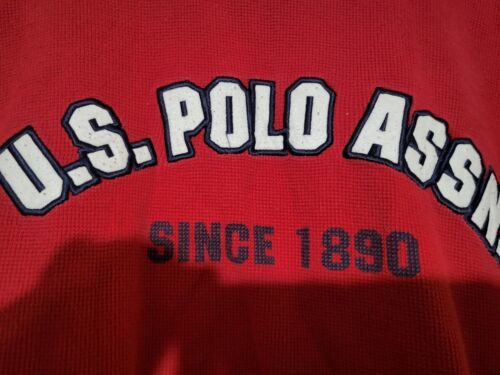 U.S. POLO ASSN
SINCE 1890